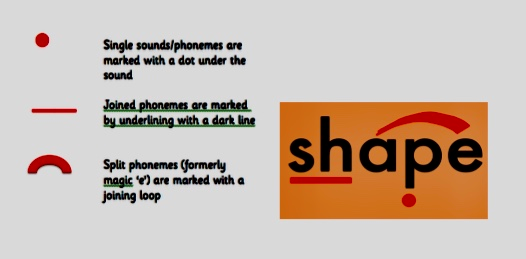 Single sounds/phonemes are
marked with a dot under the
sound
Joined phonemes are marked
by underlining with a dark line
Split phonemes (formerly
magic 'e') are marked with a
joining loop
shape